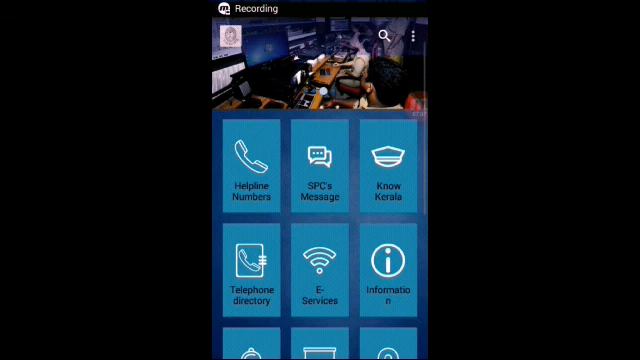 Recording
Helpline
Numbers
SPC's
Message
Know
Kerala
Telephone
directory
E-
Services
Informatio
n